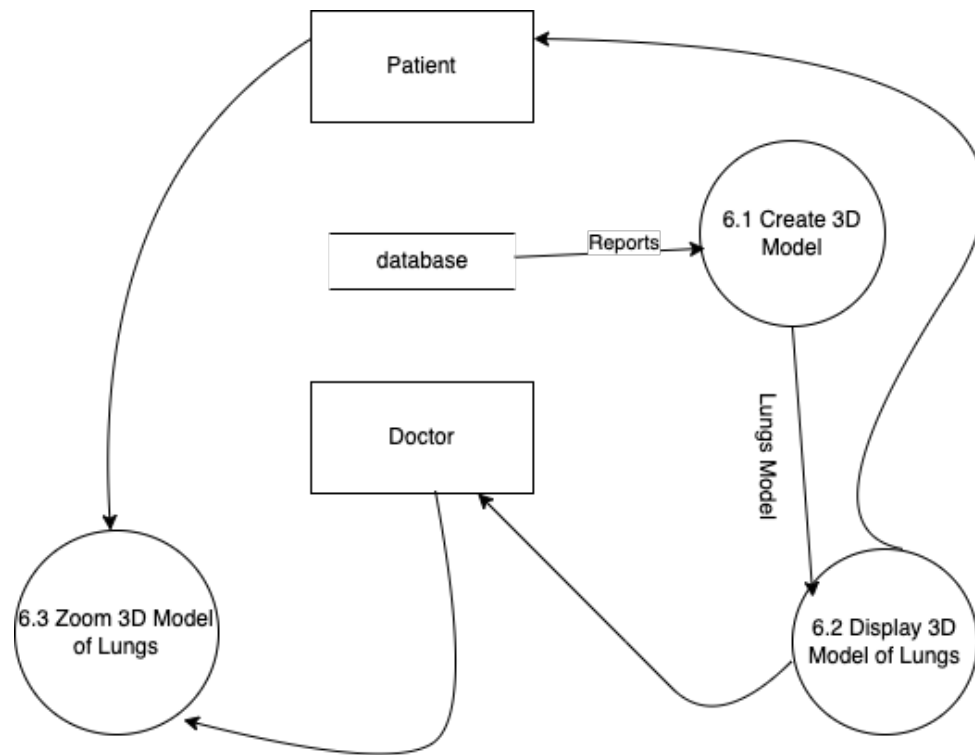 Patient
6.1 Create 3D
Model
Reports
database
Doctor
Lungs Model
6.3 Zoom 3D Model
of Lungs
6.2 Display 3D
Model of Lungs